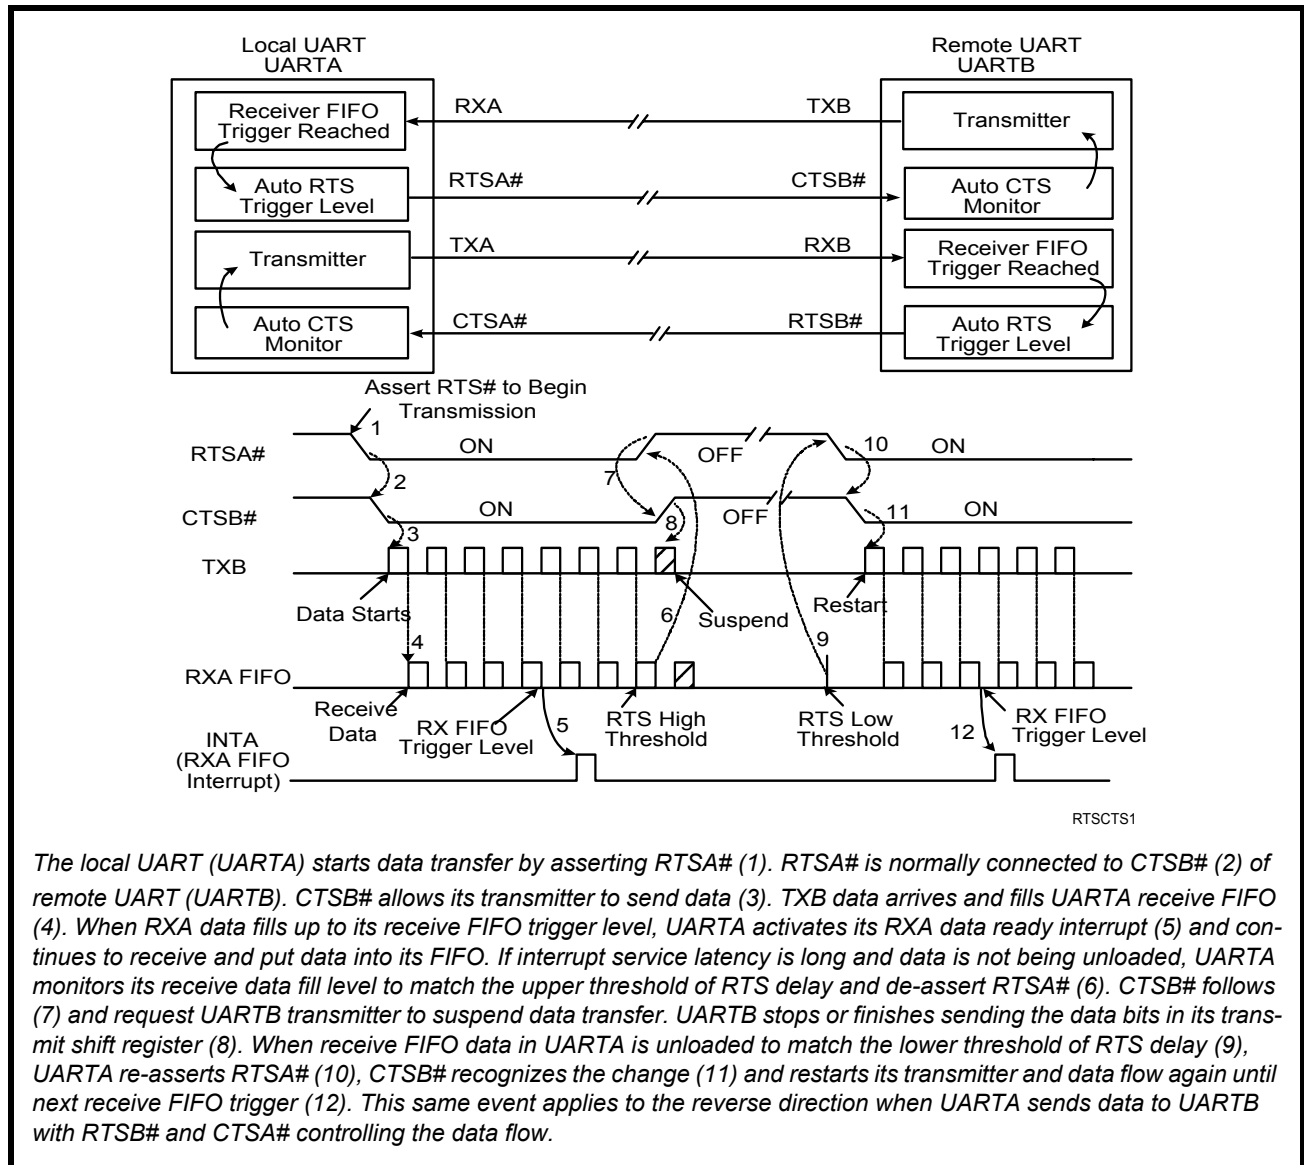 Local UART
UARTA
Remote UART
UARTB
Receiver FIFO
Trigger Reached
RXA
TXB
Transmitter
Auto RTS
Trigger Level
RTSA#
CTSB#
Auto CTS
Monitor
Transmitter
TXA
RXB
Receiver FIFO
Trigger Reached
Auto CTS
Monitor
CTSA#
RTSB#
Auto RTS
Trigger Level
Assert RTS# to Begin
Transmission
1
RTSA#
ON
7
OFF
10
ON
2
CTSB#
ON
8
OFF
11
ON
3
TXB
Data Starts
6
Suspend
Restart
4
9
RXA FIFO
Receive
Data
RX FIFO
Trigger Level
5
RTS High
Threshold
RTS Low
Threshold
12
RX FIFO
Trigger Level
INTA
(RXA FIFO
Interrupt)
RTSCTS1
The local UART (UARTA) starts data transfer by asserting RTSA# (1). RTSA# is normally connected to CTSB# (2) of
remote UART (UARTB). CTSB# allows its transmitter to send data (3). TXB data arrives and fills UARTA receive FIFO
(4). When RXA data fills up to its receive FIFO trigger level, UARTA activates its RXA data ready interrupt (5) and con-
tinues to receive and put data into its FIFO. If interrupt service latency is long and data is not being unloaded, UARTA
monitors its receive data fill level to match the upper threshold of RTS delay and de-assert RTSA# (6). CTSB# follows
(7) and request UARTB transmitter to suspend data transfer. UARTB stops or finishes sending the data bits in its trans-
mit shift register (8). When receive FIFO data in UARTA is unloaded to match the lower threshold of RTS delay (9),
UARTA re-asserts RTSA# (10), CTSB# recognizes the change (11) and restarts its transmitter and data flow again until
next receive FIFO trigger (12). This same event applies to the reverse direction when UARTA sends data to UARTB
with RTSB# and CTSA# controlling the data flow.